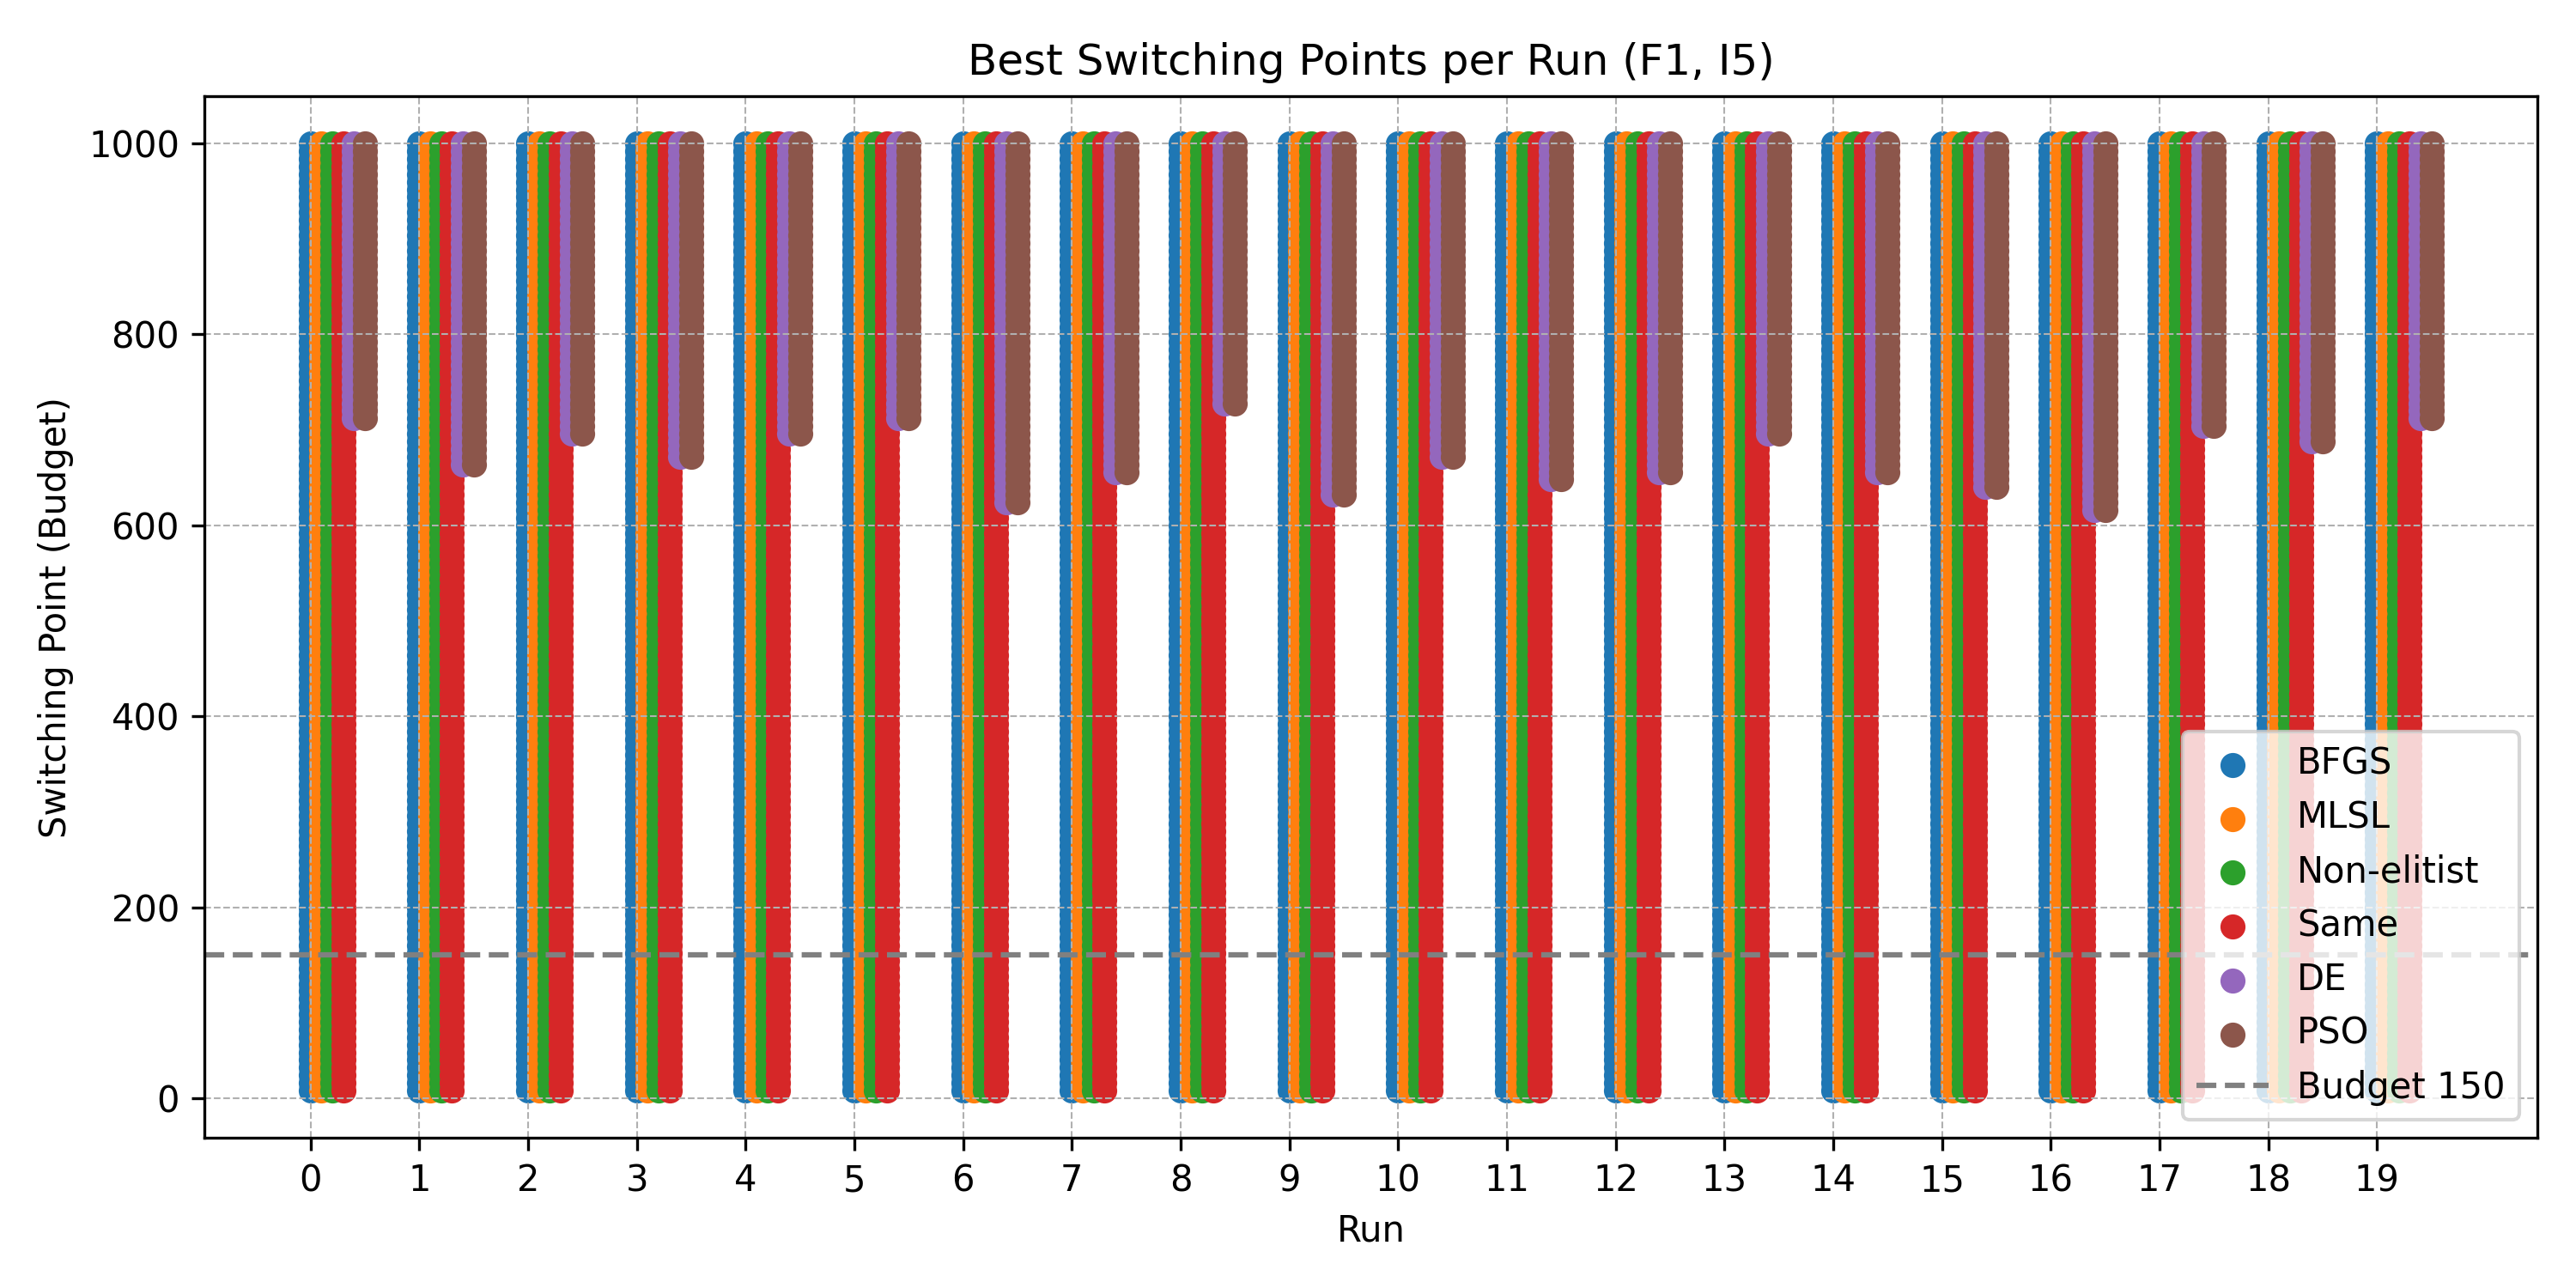 Best Switching Points per Run (F1, I5)
Switching Point (Budget)
1000
800
600
400
200
0
BFGS
MLSL
Non-elitist
Same
DE
PSO
Budget 150
0 1 2 3 4 5 6 7 8 9 10 11 12 13 14 15 16 17 18 19
Run